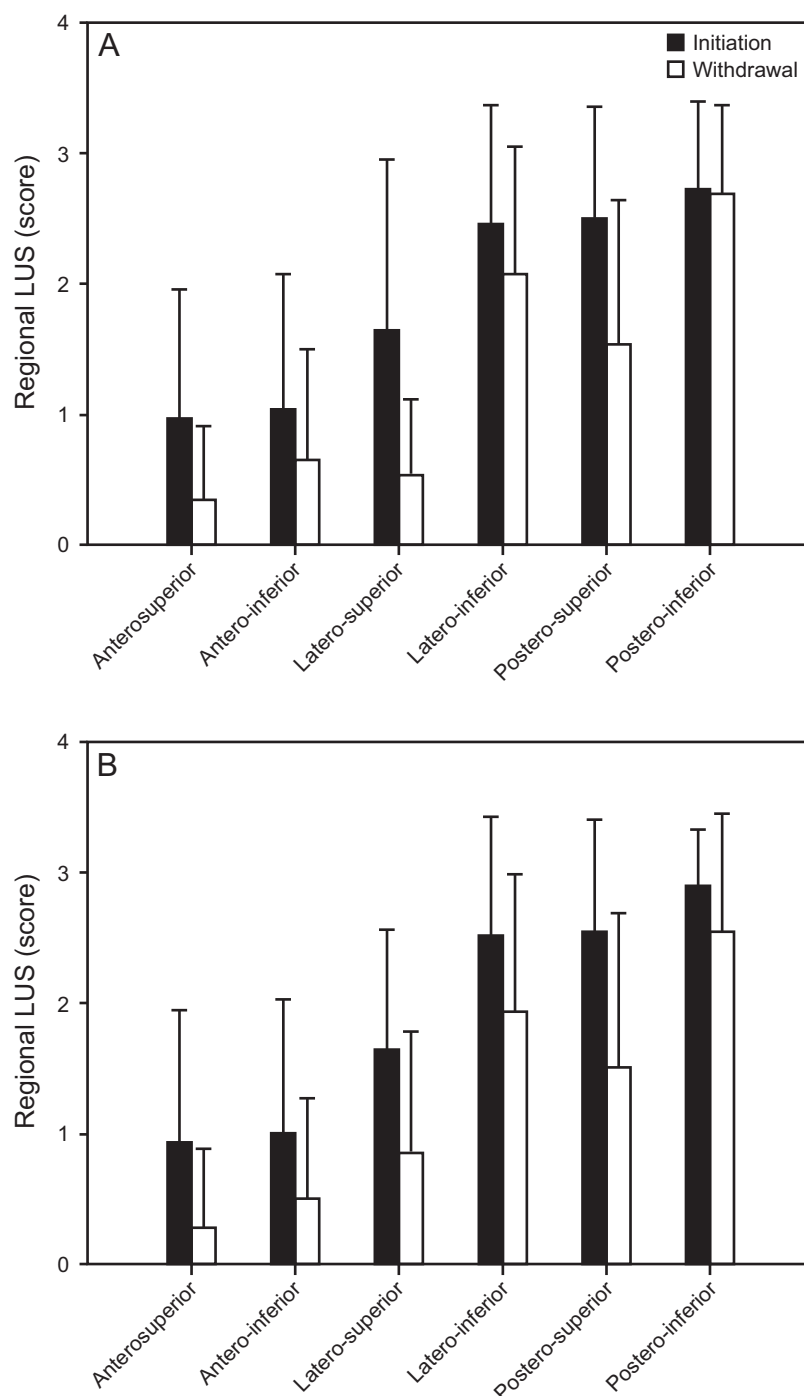 A
Initiation
Withdrawal
Regional LUS (score)
4
3
2
1
0
Anterosuperior
Antero-inferior
Latero-superior
Latero-inferior
Postero-superior
Postero-inferior
B
Regional LUS (score)
4
3
2
1
0
Anterosuperior
Antero-inferior
Latero-superior
Latero-inferior
Postero-superior
Postero-inferior